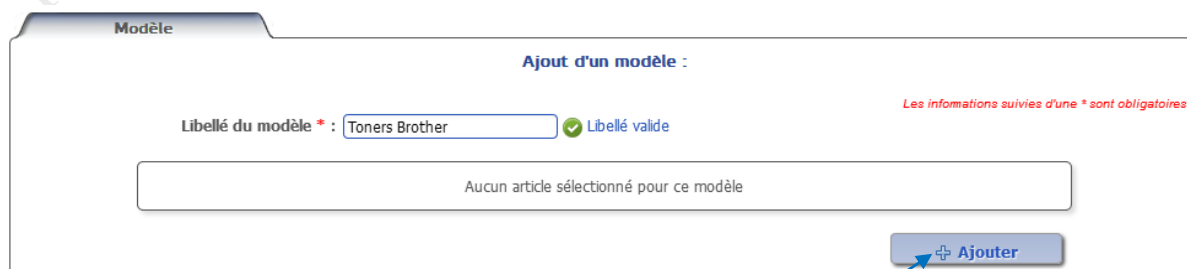 Modèle
Ajout d'un modèle :
Les informations suivies d'une * sont obligatoires
Libellé du modèle * : Toners Brother Libellé valide
Aucun article sélectionné pour ce modèle
Ajouter